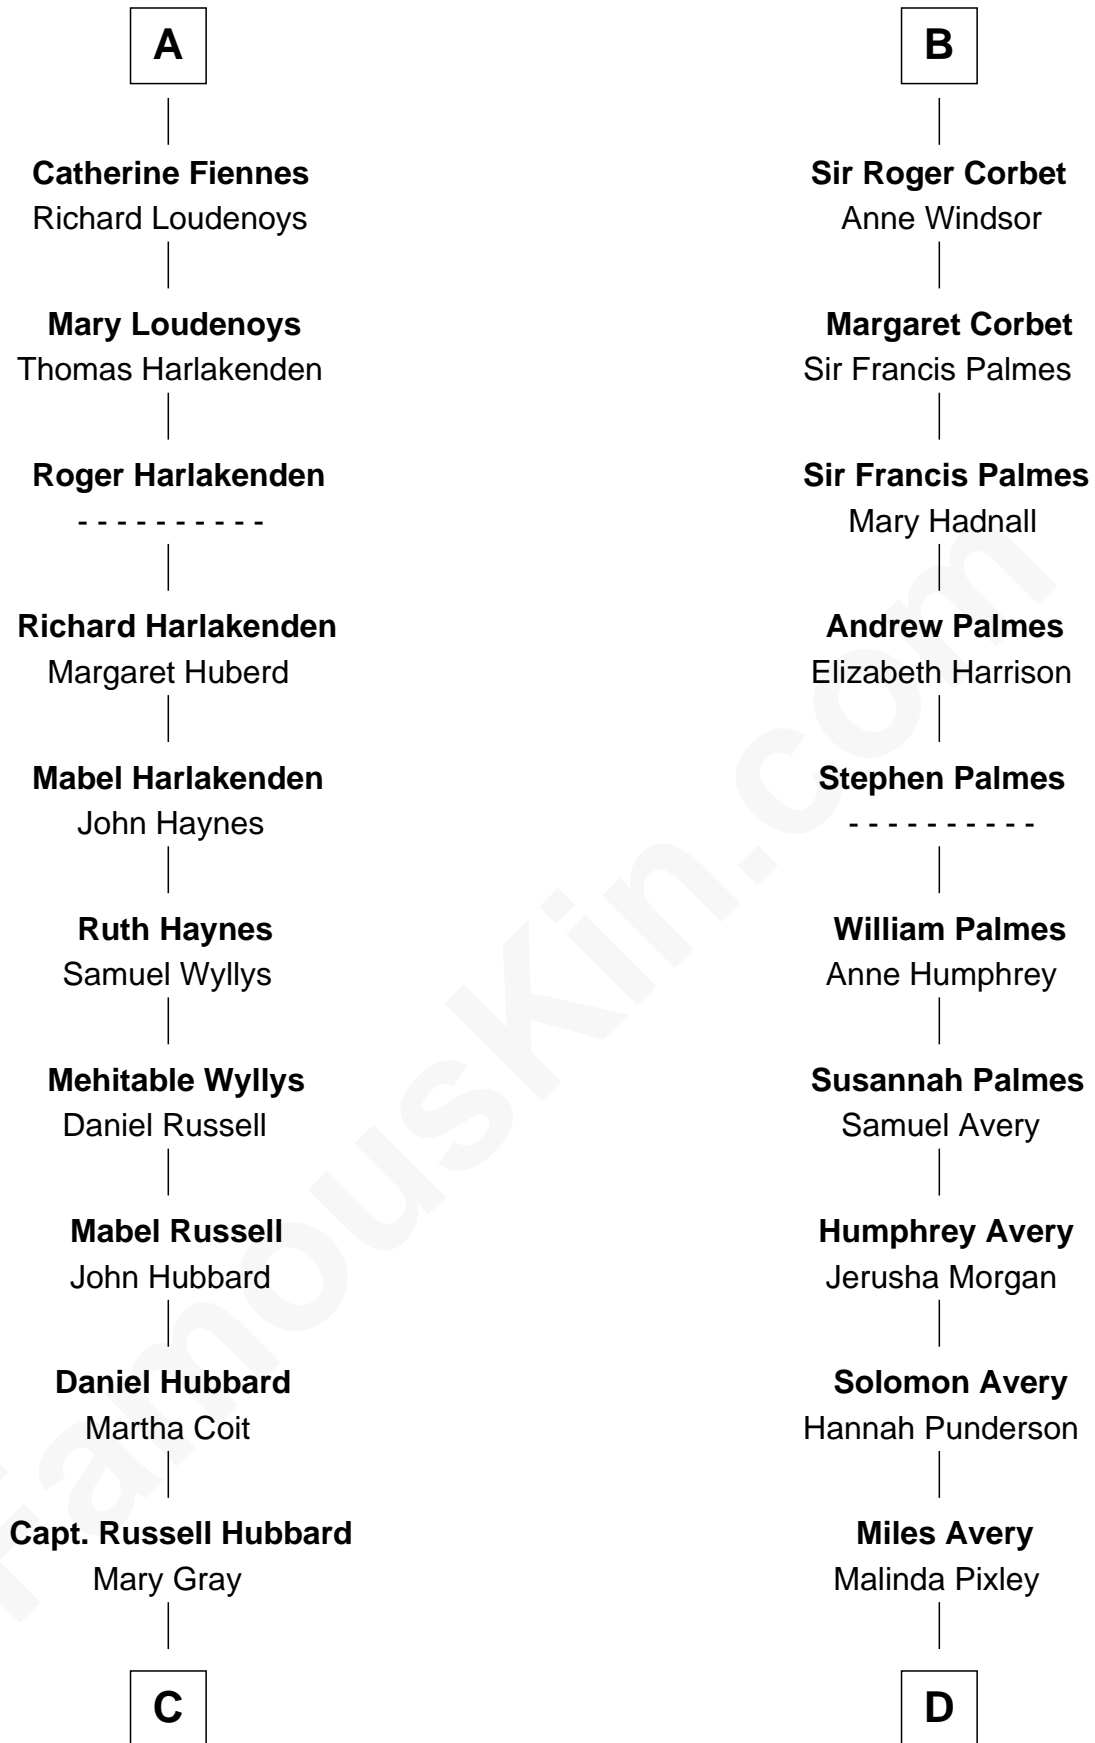 A
Catherine Fiennes
Richard Loudenoys
Mary Loudenoys
Thomas Harlakenden
Roger Harlakenden
- - - - - - - - - -
Richard Harlakenden
Margaret Huberd
Mabel Harlakenden
John Haynes
Ruth Haynes
Samuel Wyllys
Mehitable Wyllys
Daniel Russell
Mabel Russell
John Hubbard
Daniel Hubbard
Martha Coit
Capt. Russell Hubbard
Mary Gray
C
B
Sir Roger Corbet
Anne Windsor
Margaret Corbet
Sir Francis Palmes
Sir Francis Palmes
Mary Hadnall
Andrew Palmes
Elizabeth Harrison
Stephen Palmes
- - - - - - - - - -
William Palmes
Anne Humphrey
Susannah Palmes
Samuel Avery
Humphrey Avery
Jerusha Morgan
Solomon Avery
Hannah Punderson
Miles Avery
Malinda Pixley
D
FamousKin.com